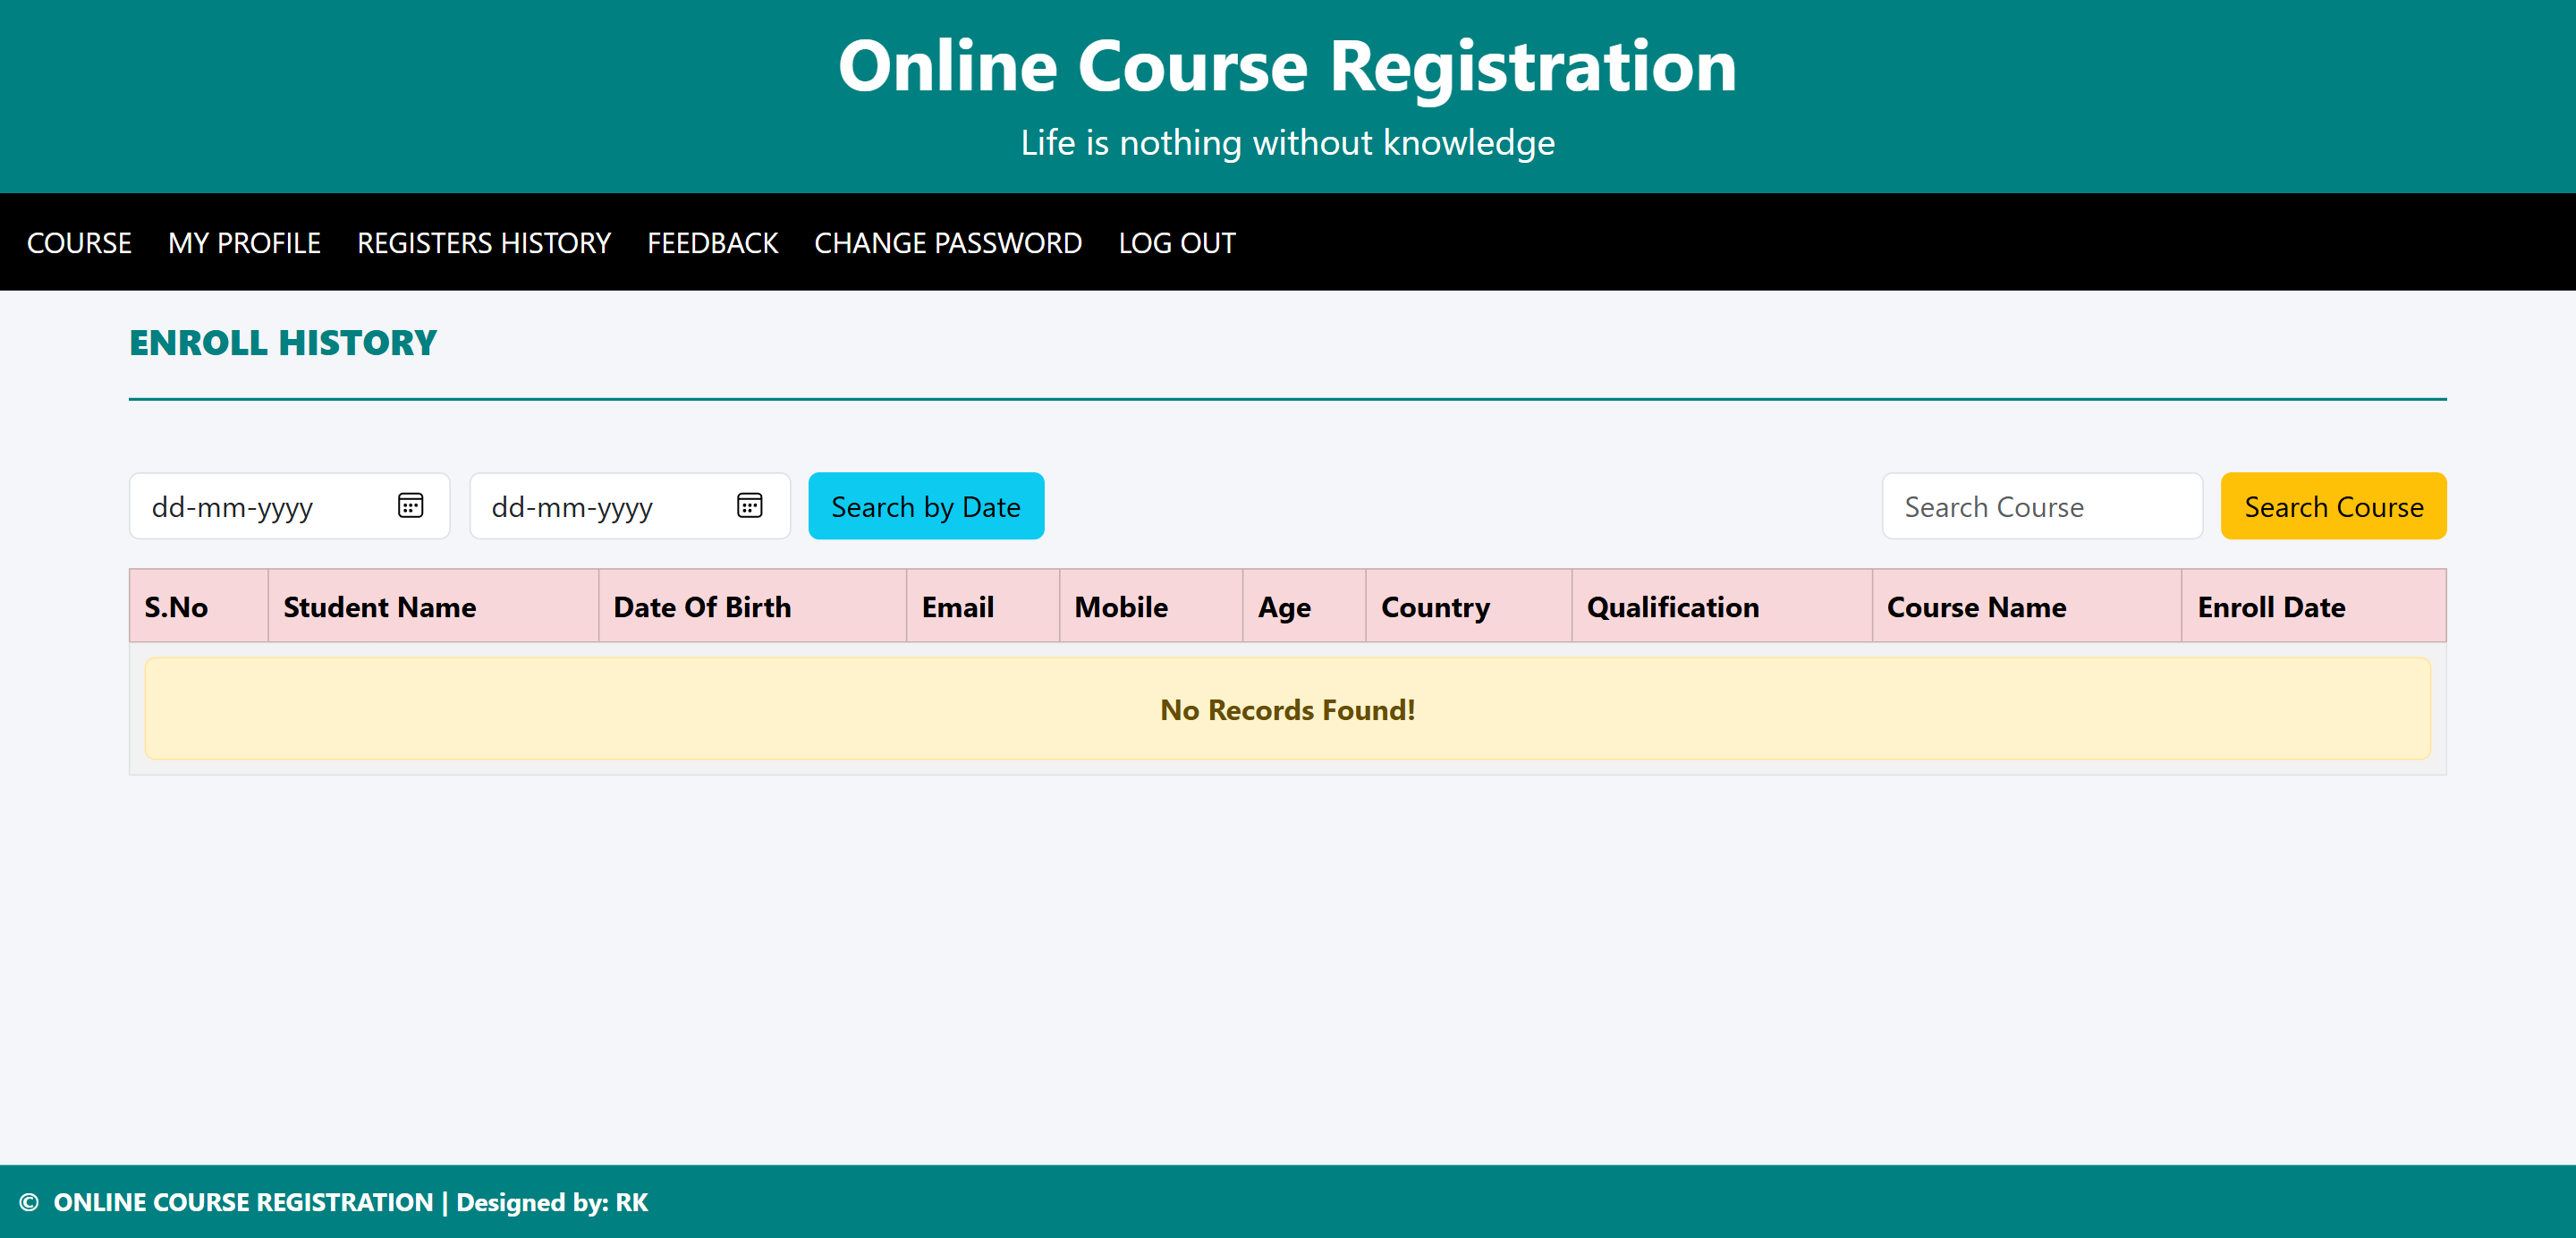 Online Course Registration
Life is nothing without knowledge
COURSE MY PROFILE REGISTERS HISTORY FEEDBACK CHANGE PASSWORD LOG OUT
ENROLL HISTORY
dd-mm-yyyy dd-mm-yyyy Search by Date Search Course Search Course
S.No Student Name Date Of Birth Email Mobile Age Country Qualification Course Name Enroll Date
No Records Found!
© ONLINE COURSE REGISTRATION | Designed by: RK